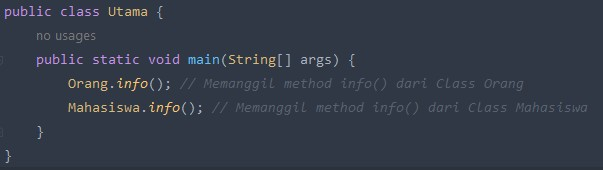 public class Utama {
no usages
public static void main(String[] args) {
Orang.info(); // Memanggil method info() dari Class Orang
Mahasiswa.info(); // Memanggil method info() dari Class Mahasiswa
}
}